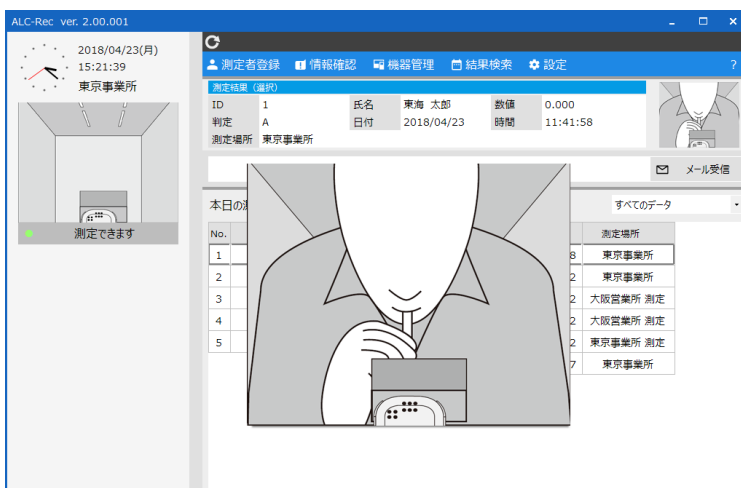 ALC-Rec ver. 2.00.001
2018/04/23(月)
15:21:39
東京事業所
測定できます
測定者登録 情報確認 機器管理 結果検索 設定 ?
測定結果（選択）
ID 1 氏名 東海 太郎 数値 0.000
判定 A 日付 2018/04/23 時間 11:41:58
測定場所 東京事業所
メール受信
本日の すべてのデータ
No. 測定場所
1 8 東京事業所
2 2 東京事業所
3 2 大阪営業所 測定
4 2 大阪営業所 測定
5 2 東京事業所 測定
7 東京事業所